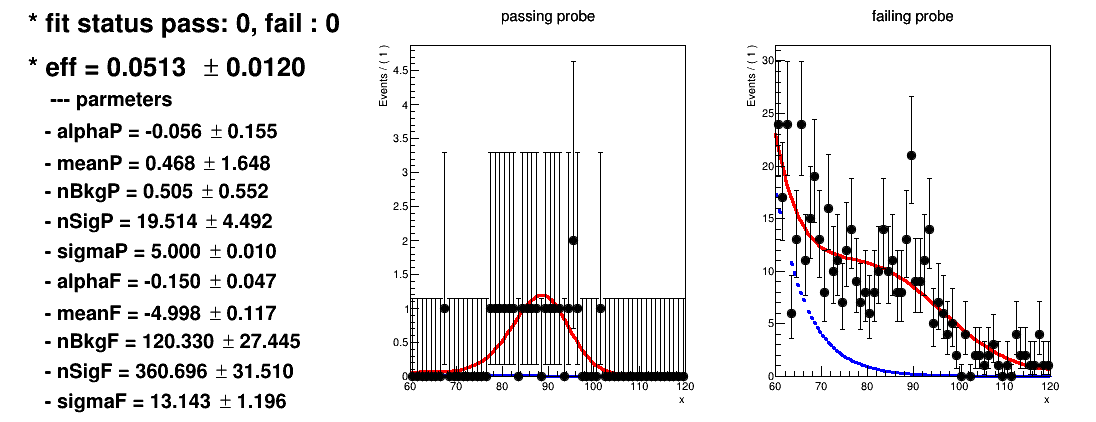 * fit status pass: 0, fail : 0
* eff = 0.0513 ± 0.0120
--- parmeters
- alphaP = -0.056 ± 0.155
- meanP = 0.468 ± 1.648
- nBkgP = 0.505 ± 0.552
- nSigP = 19.514 ± 4.492
- sigmaP = 5.000 ± 0.010
- alphaF = -0.150 ± 0.047
- meanF = -4.998 ± 0.117
- nBkgF = 120.330 ± 27.445
- nSigF = 360.696 ± 31.510
- sigmaF = 13.143 ± 1.196
passing probe
Events / ( 1 )
4.5
4
3.5
3
2.5
2
1.5
1
0.5
0
60 70 80 90 100 110 120
x
failing probe
Events / ( 1 )
30
25
20
15
10
5
0
60 70 80 90 100 110 120
x